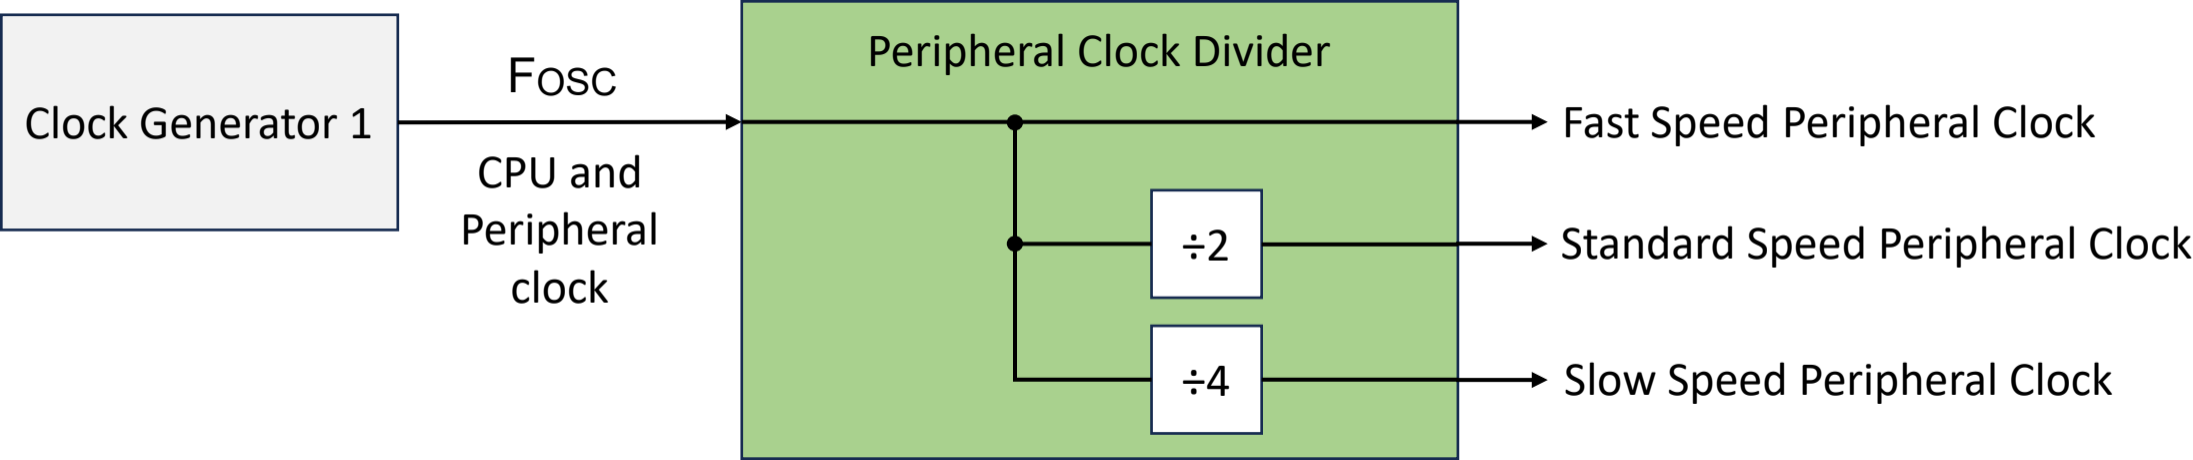 Clock Generator 1
FOSC
CPU and
Peripheral
clock
Peripheral Clock Divider
÷2
÷4
Fast Speed Peripheral Clock
Standard Speed Peripheral Clock
Slow Speed Peripheral Clock